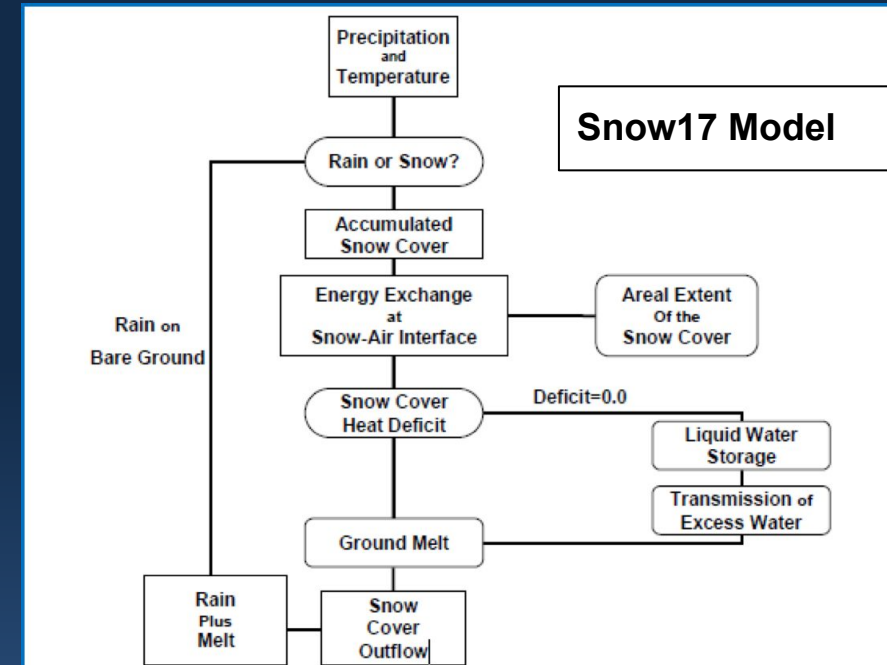 Precipitation
and
Temperature
Snow17 Model
Rain or Snow?
Accumulated
Snow Cover
Energy Exchange
at
Snow-Air Interface
Areal Extent
Of the
Snow Cover
Rain on
Bare Ground
Snow Cover
Heat Deficit
Deficit=0.0
Liquid Water
Storage
Transmission of
Excess Water
Ground Melt
Rain
Plus
Melt
Snow
Cover
Outflow